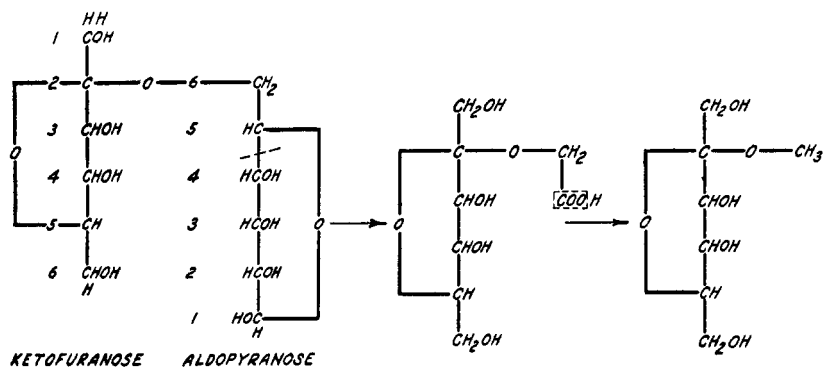 HH
1 COH
2 C O 6 CH2
CH2OH CH2OH
3 CHOH 5 HC
C O CH2 C O CH3
O
4 CHOH 4 HCOH
CHOH COOH CHOH
3 HCOH O O O
5 CH
CHOH CHOH
6 CHOH 2 HCOH
H
CH CH
1 HOC
H
CH2OH CH2OH
KETOFURANOSE ALDOPYRANOSE